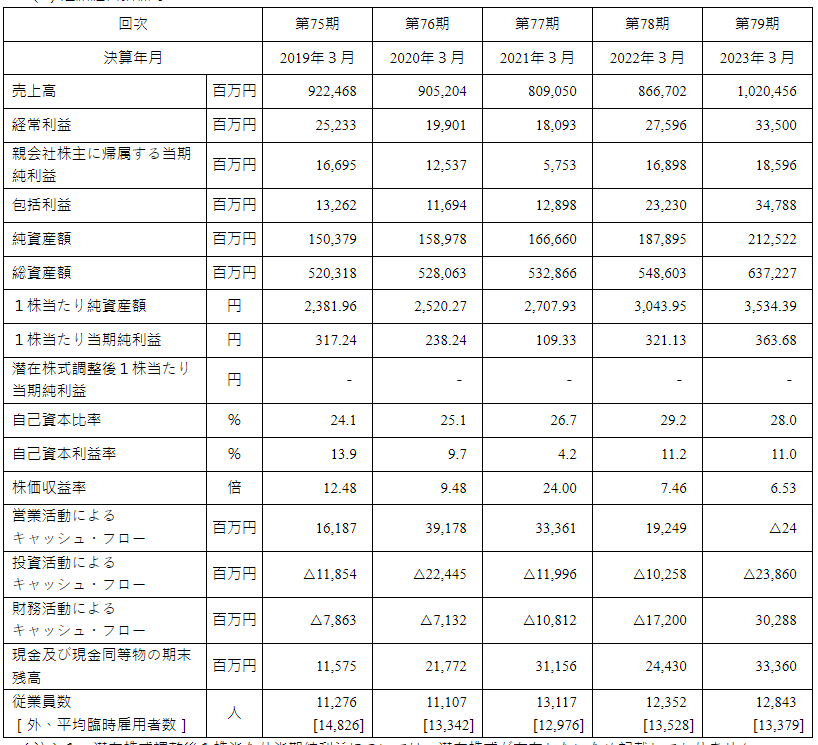 回次 第75期 第76期 第77期 第78期 第79期
決算年月 2019年３月 2020年３月 2021年３月 2022年３月 2023年３月
売上高 百万円 922,468 905,204 809,050 866,702 1,020,456
経常利益 百万円 25,233 19,901 18,093 27,596 33,500
親会社株主に帰属する当期
純利益 百万円 16,695 12,537 5,753 16,898 18,596
包括利益 百万円 13,262 11,694 12,898 23,230 34,788
純資産額 百万円 150,379 158,978 166,660 187,895 212,522
総資産額 百万円 520,318 528,063 532,866 548,603 637,227
１株当たり純資産額 円 2,381.96 2,520.27 2,707.93 3,043.95 3,534.39
１株当たり当期純利益 円 317.24 238.24 109.33 321.13 363.68
潜在株式調整後１株当たり
当期純利益 円 - - - - -
自己資本比率 ％ 24.1 25.1 26.7 29.2 28.0
自己資本利益率 ％ 13.9 9.7 4.2 11.2 11.0
株価収益率 倍 12.48 9.48 24.00 7.46 6.53
営業活動による
キャッシュ・フロー 百万円 16,187 39,178 33,361 19,249 △24
投資活動による
キャッシュ・フロー 百万円 △11,854 △22,445 △11,996 △10,258 △23,860
財務活動による
キャッシュ・フロー 百万円 △7,863 △7,132 △10,812 △17,200 30,288
現金及び現金同等物の期末
残高 百万円 11,575 21,772 31,156 24,430 33,360
従業員数 人 11,276 11,107 13,117 12,352 12,843
［外、平均臨時雇用者数］ [14,826] [13,342] [12,976] [13,528] [13,379]